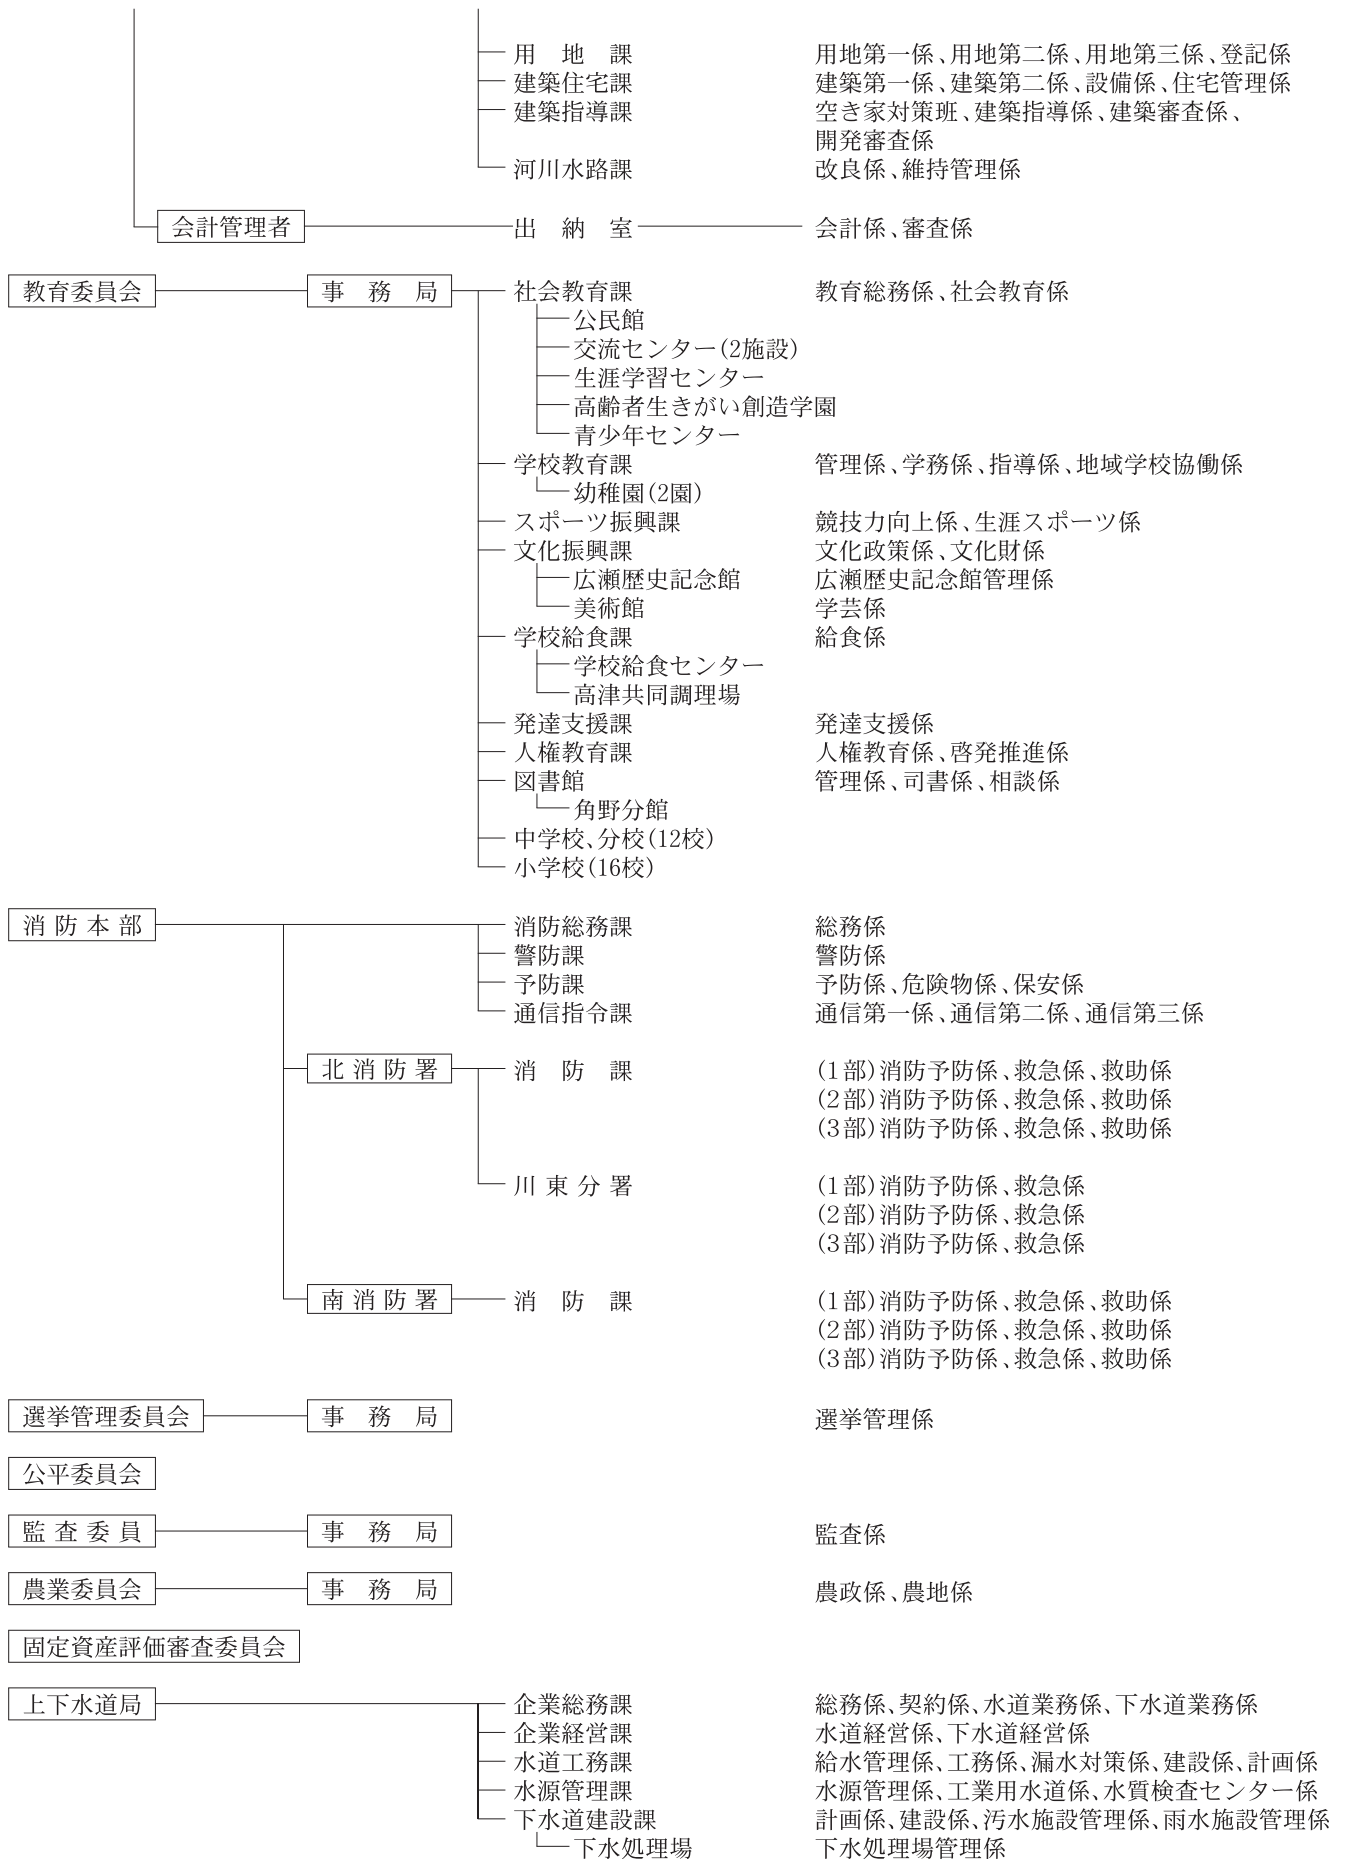 用地課 用地第一係、用地第二係、用地第三係、登記係
建築住宅課 建築第一係、建築第二係、設備係、住宅管理係
建築指導課 空き家対策班、建築指導係、建築審査係、
開発審査係
河川水路課 改良係、維持管理係
会計管理者 出納室 会計係、審査係
教育委員会 事務局 社会教育課 教育総務係、社会教育係
公民館
交流センター(2施設)
生涯学習センター
高齢者生きがい創造学園
青少年センター
学校教育課 管理係、学務係、指導係、地域学校協働係
幼稚園(2園)
スポーツ振興課 競技力向上係、生涯スポーツ係
文化振興課 文化政策係、文化財係
広瀬歴史記念館 広瀬歴史記念館管理係
美術館 学芸係
学校給食課 給食係
学校給食センター
高津共同調理場
発達支援課 発達支援係
人権教育課 人権教育係、啓発推進係
図書館 管理係、司書係、相談係
角野分館
中学校、分校(12校)
小学校(16校)
消防本部 消防総務課 総務係
警防課 警防係
予防課 予防係、危険物係、保安係
通信指令課 通信第一係、通信第二係、通信第三係
北消防署 消防課 (1部)消防予防係、救急係、救助係
(2部)消防予防係、救急係、救助係
(3部)消防予防係、救急係、救助係
川東分署 (1部)消防予防係、救急係
(2部)消防予防係、救急係
(3部)消防予防係、救急係
南消防署 消防課 (1部)消防予防係、救急係、救助係
(2部)消防予防係、救急係、救助係
(3部)消防予防係、救急係、救助係
選挙管理委員会 事務局 選挙管理係
公平委員会
監査委員 事務局 監査係
農業委員会 事務局 農政係、農地係
固定資産評価審査委員会
上下水道局 企業総務課 総務係、契約係、水道業務係、下水道業務係
企業経営課 水道経営係、下水道経営係
水道工務課 給水管理係、工務係、漏水対策係、建設係、計画係
水源管理課 水源管理係、工業用水道係、水質検査センター係
下水道建設課 計画係、建設係、汚水施設管理係、雨水施設管理係
下水処理場 下水処理場管理係